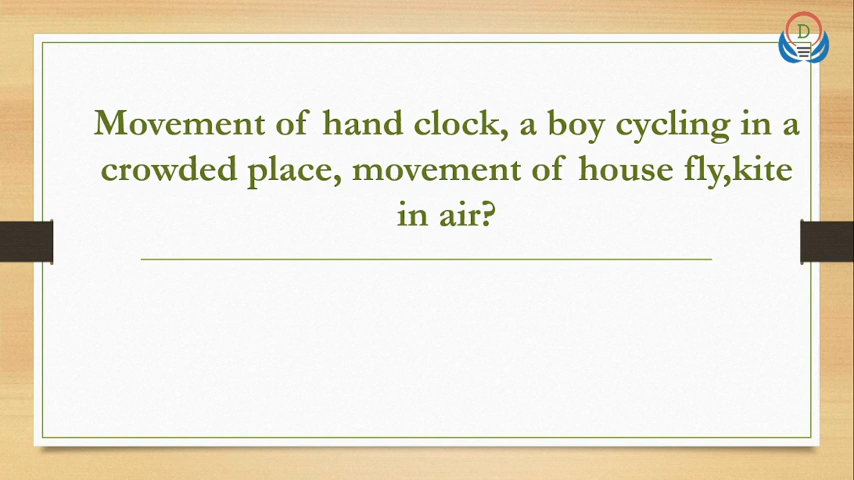 D
Movement of hand clock, a boy cycling in a
crowded place, movement of house fly,kite
in air?